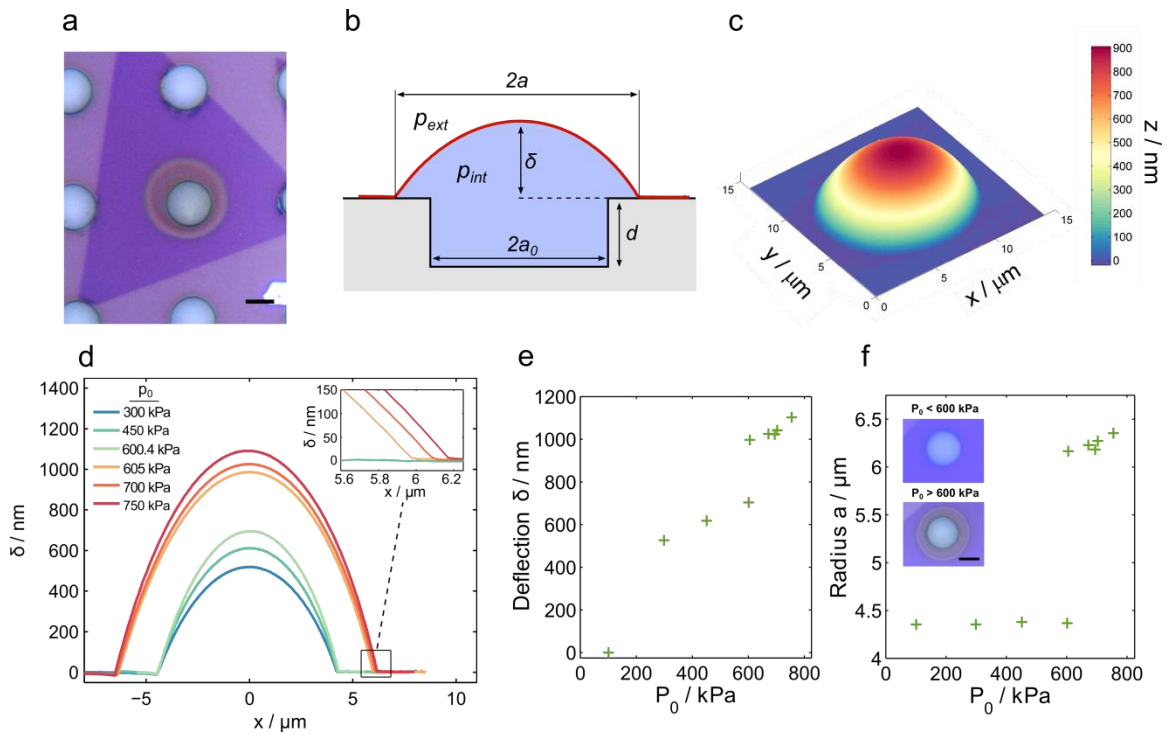 a
b
c
2a
p_ext
δ
p_int
2a_0
d
900
800
700
600
500
400
300
200
100
0
z / nm
15
10
5
0
y / μm
0
5
10
15
x / μm
d
1400
1200
1000
800
600
400
200
0
δ / nm
p_0
300 kPa
450 kPa
600.4 kPa
605 kPa
700 kPa
750 kPa
150
100
50
0
δ / nm
5.6 5.8 6 6.2
x / μm
−5 0 5 10
x / μm
e
1200
1000
800
600
400
200
0
Deflection δ / nm
0 200 400 600 800
P_0 / kPa
f
6.5
6
5.5
5
4.5
4
Radius a / μm
P_0 < 600 kPa
P_0 > 600 kPa
0 200 400 600 800
P_0 / kPa